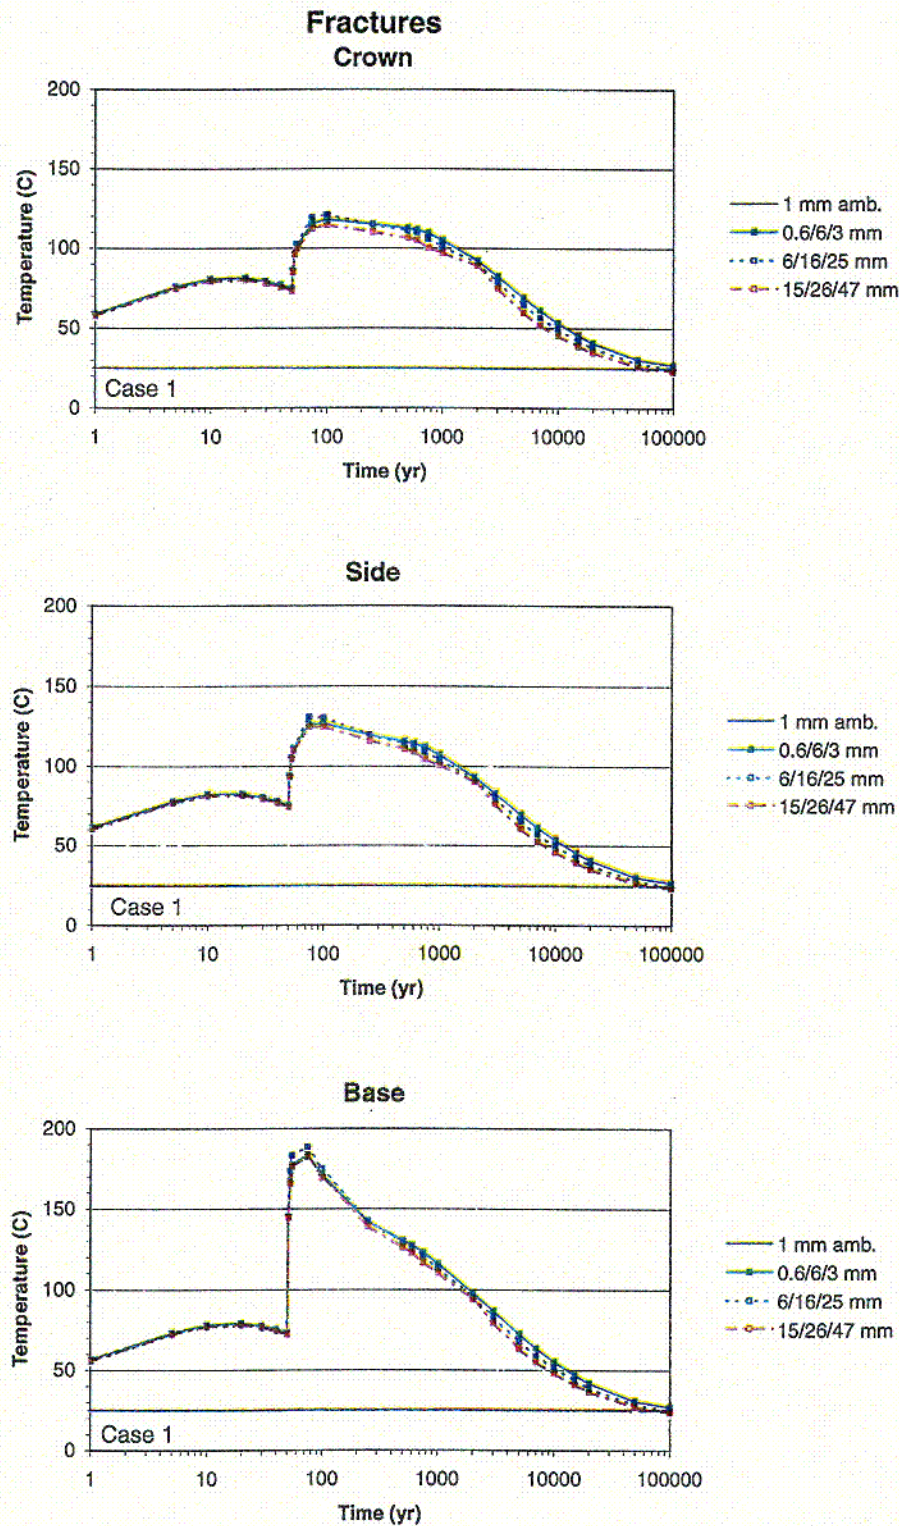 Fractures
Crown
200
150
100
50
0
Temperature (C)
Case 1
1 10 100 1000 10000 100000
Time (yr)
1 mm amb.
0.6/6/3 mm
6/16/25 mm
15/26/47 mm
Side
200
150
100
50
0
Temperature (C)
Case 1
1 10 100 1000 10000 100000
Time (yr)
1 mm amb.
0.6/6/3 mm
6/16/25 mm
15/26/47 mm
Base
200
150
100
50
0
Temperature (C)
Case 1
1 10 100 1000 10000 100000
Time (yr)
1 mm amb.
0.6/6/3 mm
6/16/25 mm
15/26/47 mm